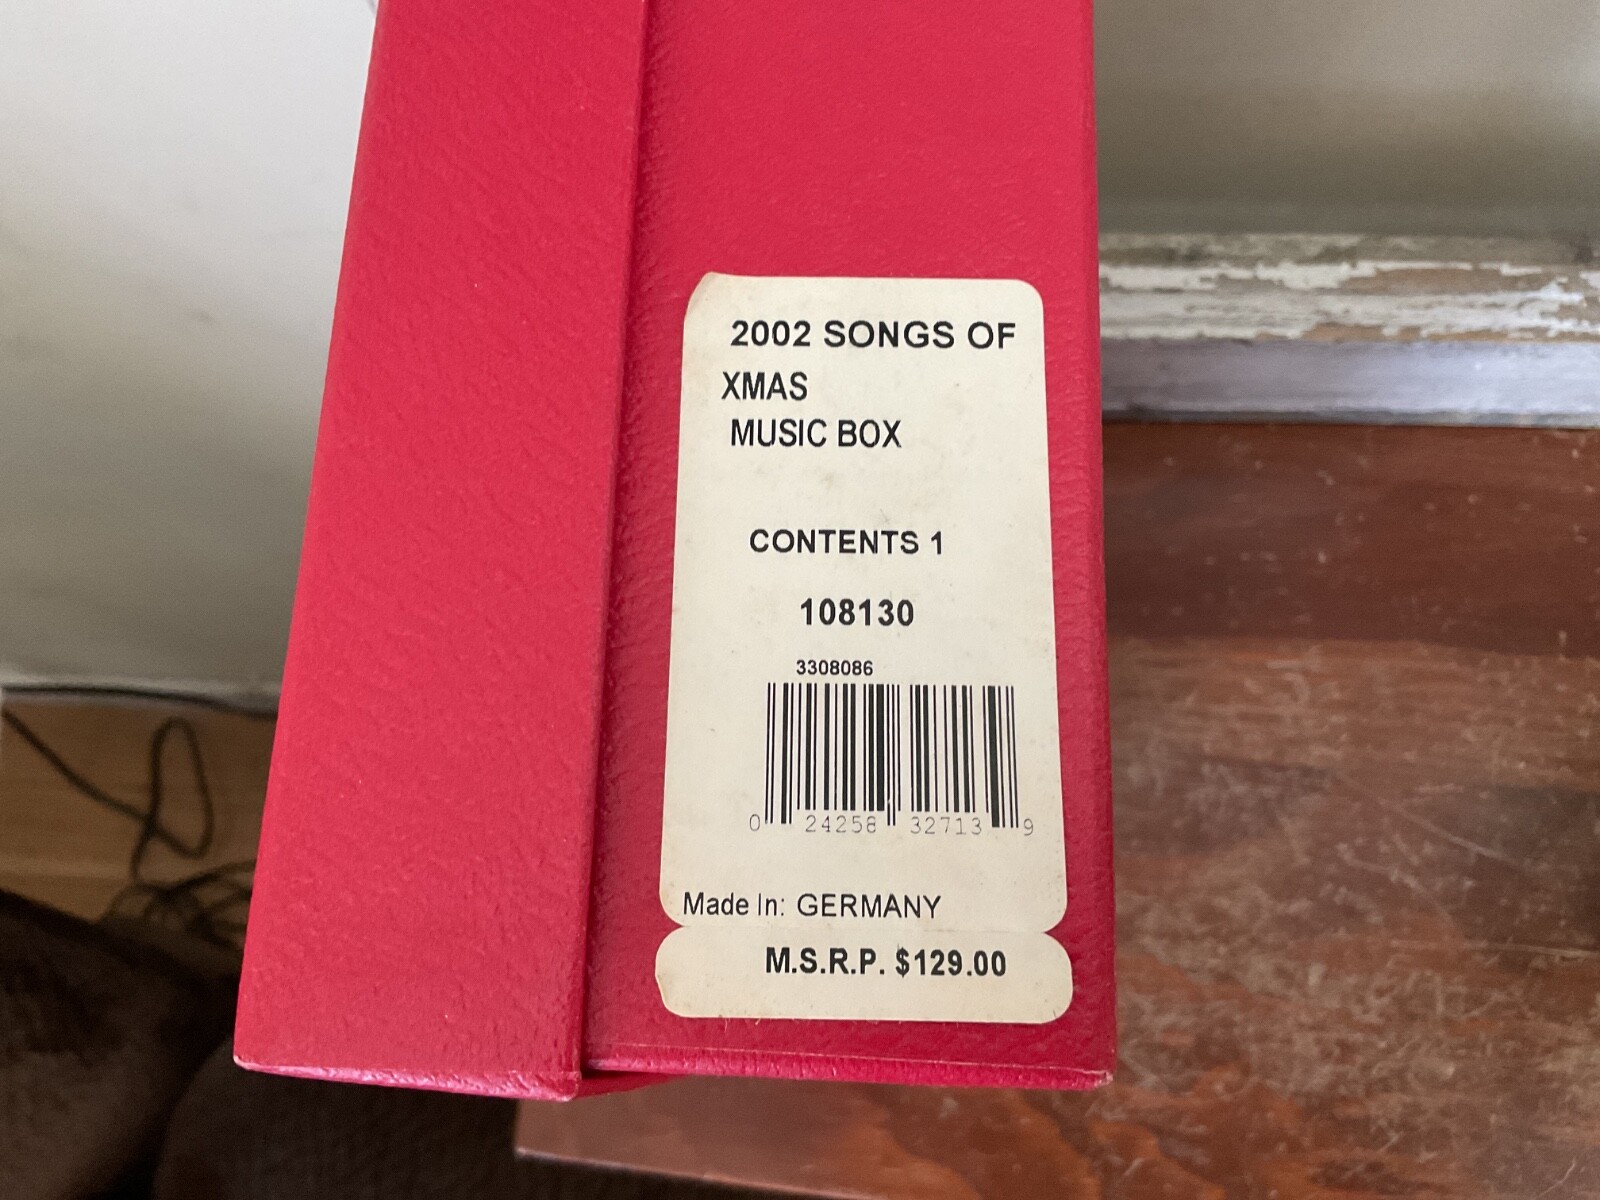 2002 SONGS OF
XMAS
MUSIC BOX
CONTENTS 1
108130
3308086
0 24258 32713 9
Made In: GERMANY
M.S.R.P. $129.00